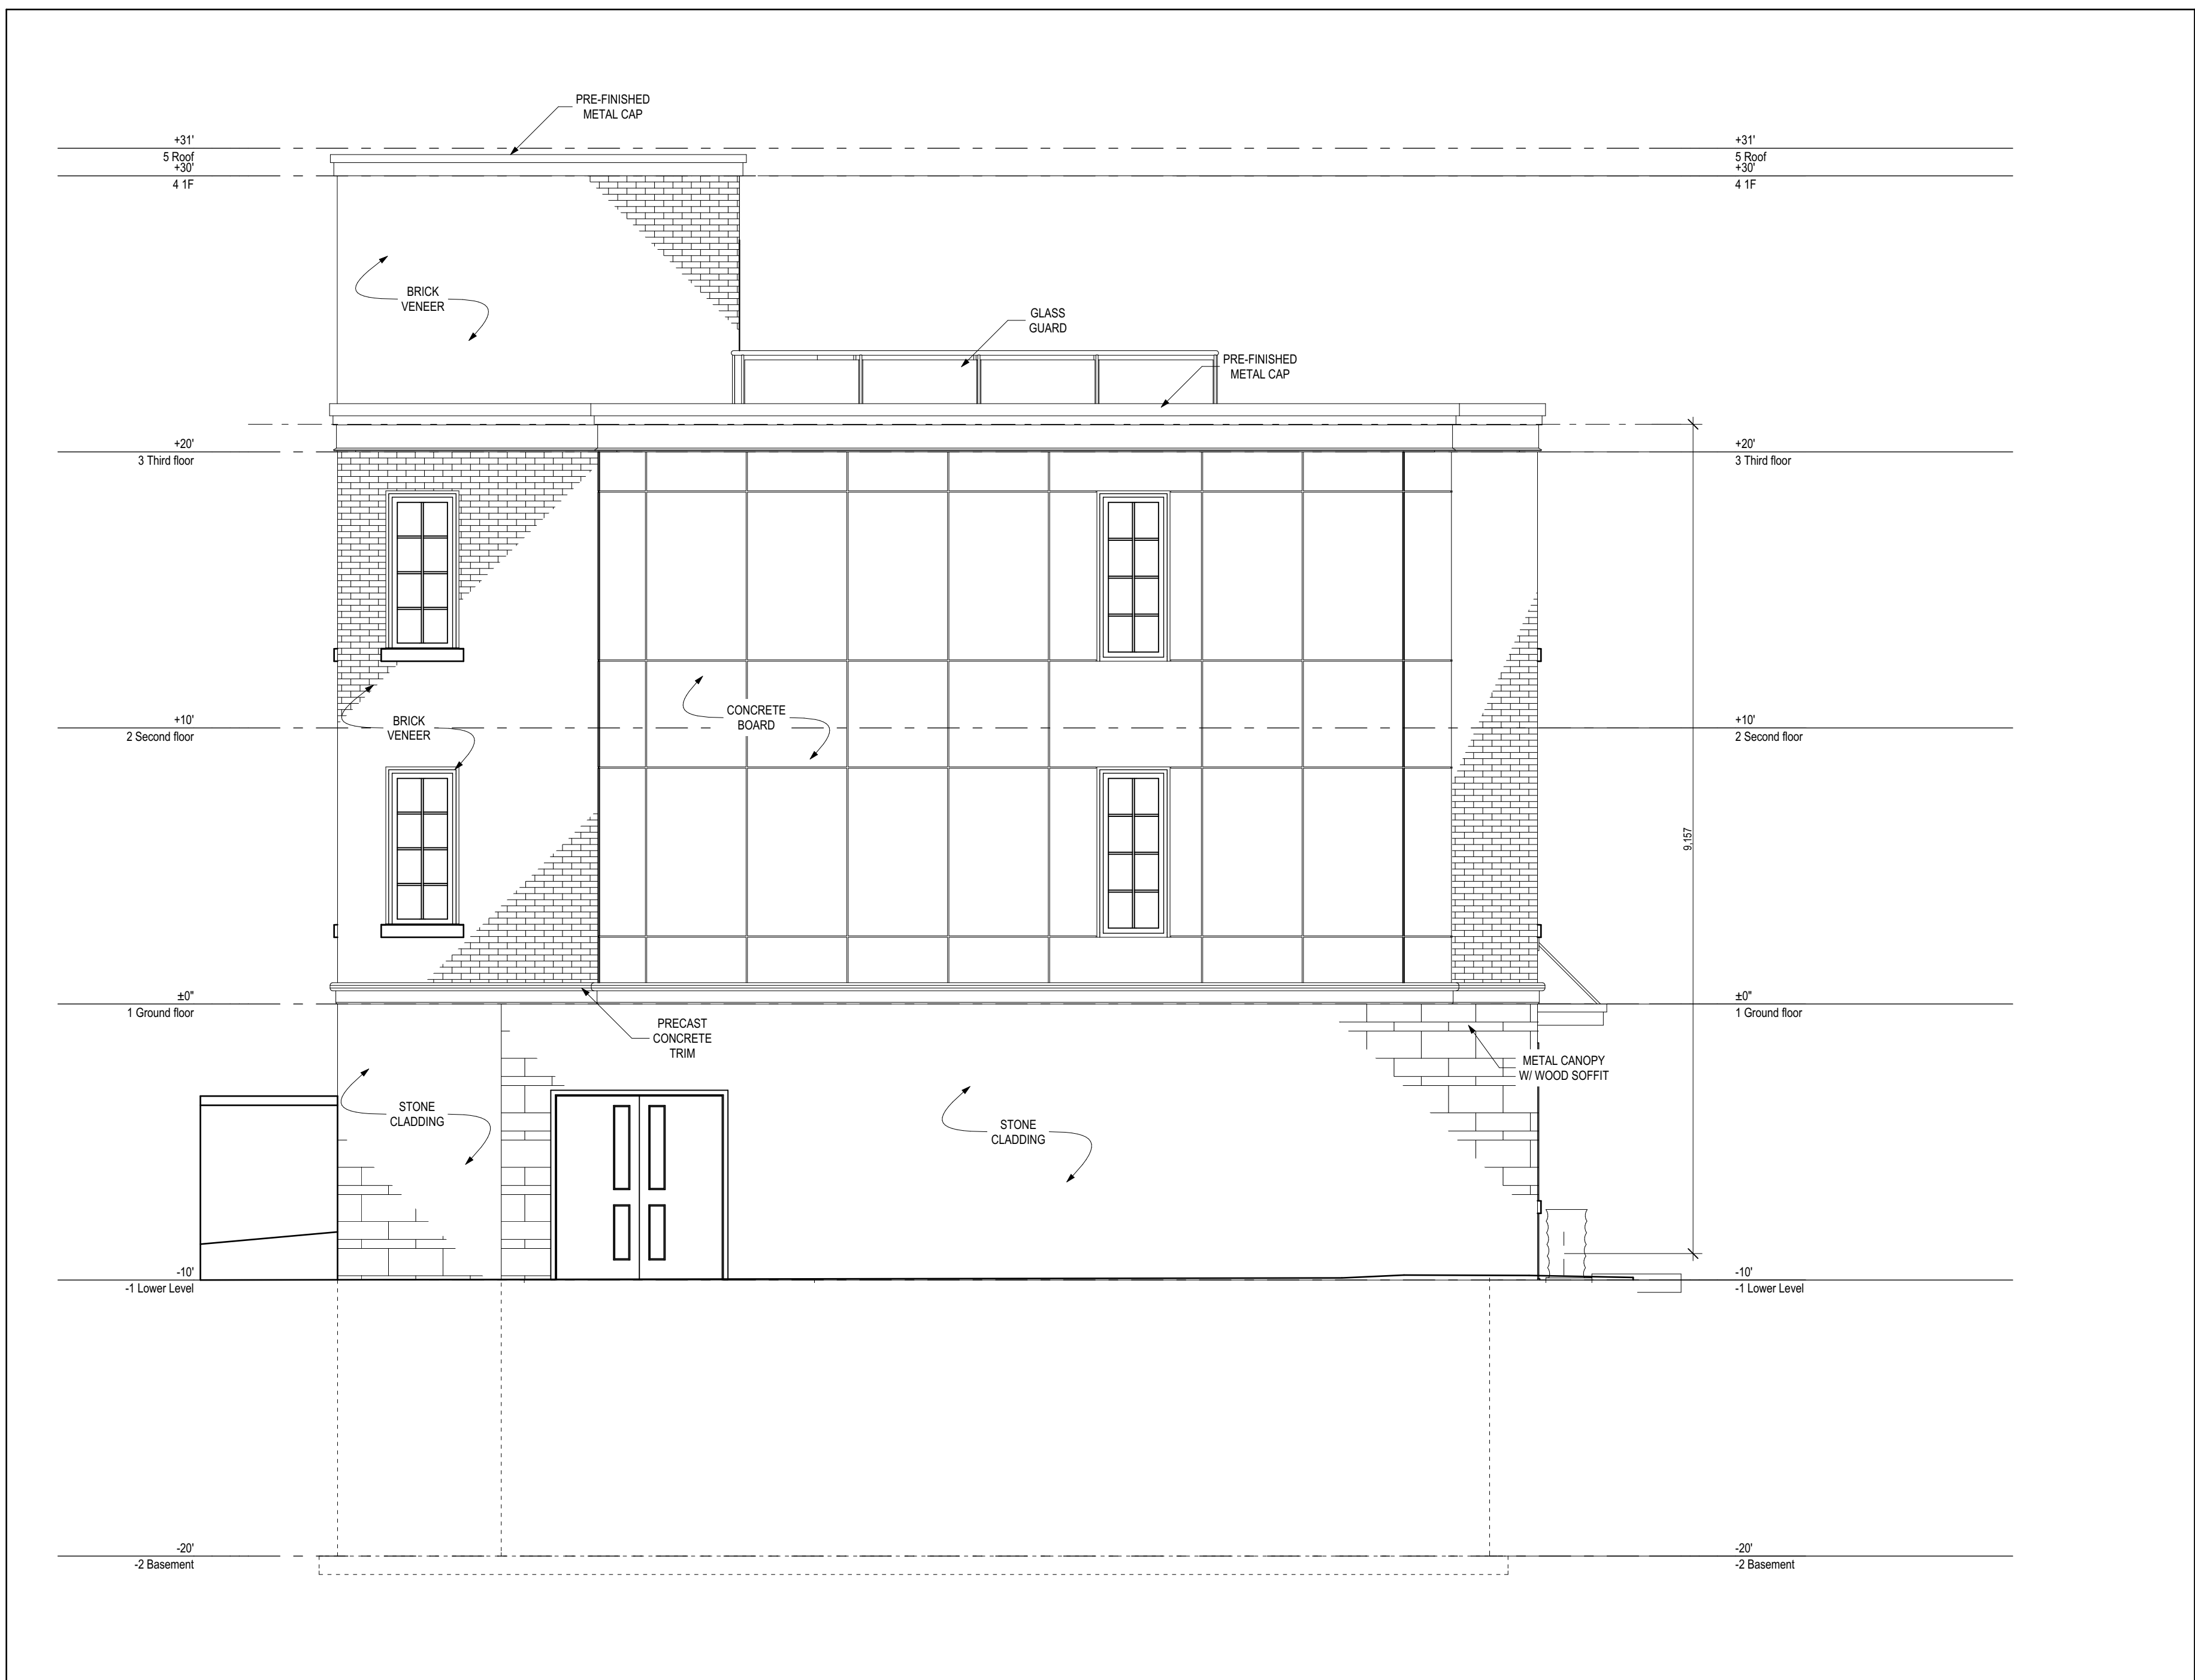 PRE-FINISHED
METAL CAP
+31'
5 Roof
+30'
4 1F
+31'
5 Roof
+30'
4 1F
BRICK
VENEER
GLASS
GUARD
PRE-FINISHED
METAL CAP
+20'
3 Third floor
+20'
3 Third floor
CONCRETE
BOARD
BRICK
VENEER
+10'
2 Second floor
+10'
2 Second floor
9,157
±0"
1 Ground floor
±0"
1 Ground floor
PRECAST
CONCRETE
TRIM
METAL CANOPY
W/ WOOD SOFFIT
STONE
CLADDING
STONE
CLADDING
-10'
-1 Lower Level
-10'
-1 Lower Level
-20'
-2 Basement
-20'
-2 Basement